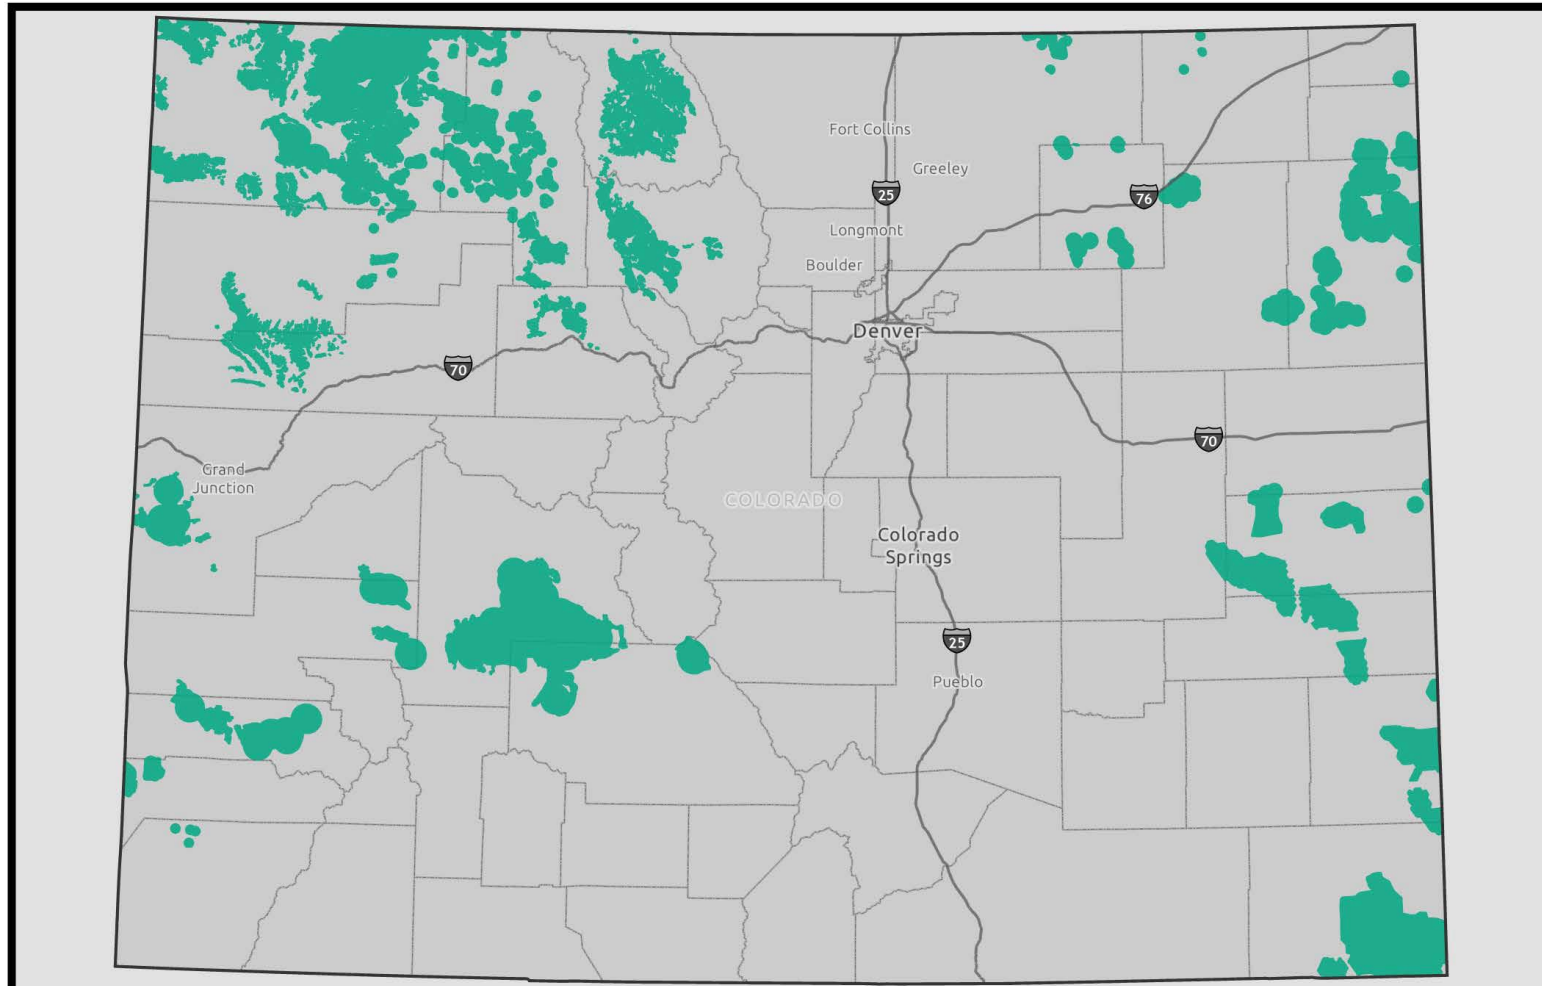 Fort Collins
Greeley
25
76
Longmont
Boulder
Denver
70
70
Grand
Junction
COLORADO
Colorado
Springs
25
Pueblo